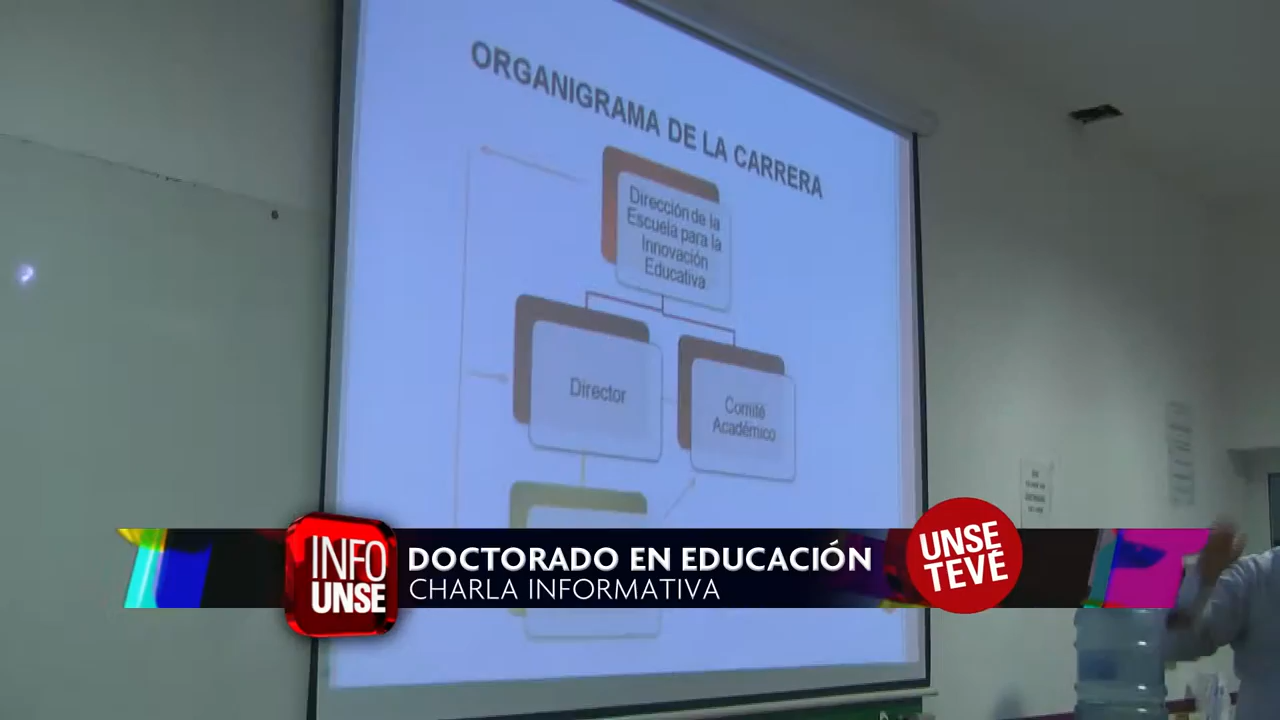 ORGANIGRAMA DE LA CARRERA
Dirección de la
Escuela para la
Innovación
Educativa
Director
Comité
Académico
INFO
UNSE
DOCTORADO EN EDUCACIÓN
CHARLA INFORMATIVA
UNSE
TEVÉ